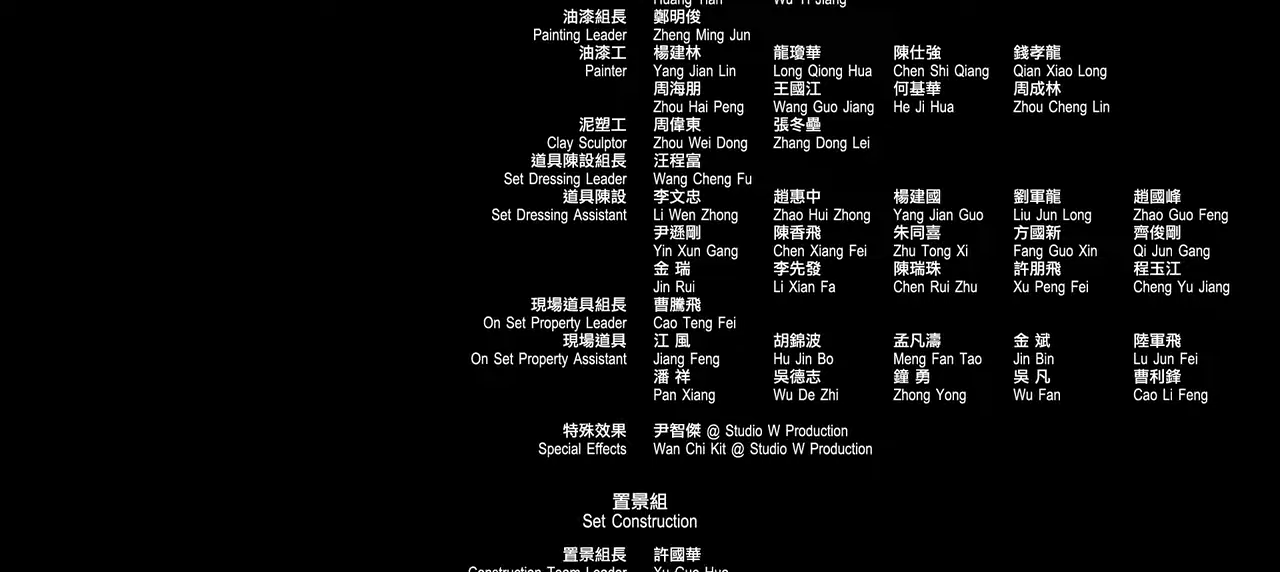 Huang Tian Wu Yi Jiang
油漆組長 鄭明俊
Painting Leader Zheng Ming Jun
油漆工 楊建林 龍瓊華 陳仕強 錢孝龍
Painter Yang Jian Lin Long Qiong Hua Chen Shi Qiang Qian Xiao Long
周海朋 王國江 何基華 周成林
Zhou Hai Peng Wang Guo Jiang He Ji Hua Zhou Cheng Lin
泥塑工 周偉東 張冬壘
Clay Sculptor Zhou Wei Dong Zhang Dong Lei
道具陳設組長 汪程富
Set Dressing Leader Wang Cheng Fu
道具陳設 李文忠 趙惠中 楊建國 劉軍龍 趙國峰
Set Dressing Assistant Li Wen Zhong Zhao Hui Zhong Yang Jian Guo Liu Jun Long Zhao Guo Feng
尹遜剛 陳香飛 朱同喜 方國新 齊俊剛
Yin Xun Gang Chen Xiang Fei Zhu Tong Xi Fang Guo Xin Qi Jun Gang
金 瑞 李先發 陳瑞珠 許朋飛 程玉江
Jin Rui Li Xian Fa Chen Rui Zhu Xu Peng Fei Cheng Yu Jiang
現場道具組長 曹騰飛
On Set Property Leader Cao Teng Fei
現場道具 江 風 胡錦波 孟凡濤 金 斌 陸軍飛
On Set Property Assistant Jiang Feng Hu Jin Bo Meng Fan Tao Jin Bin Lu Jun Fei
潘 祥 吳德志 鐘 勇 吳 凡 曹利鋒
Pan Xiang Wu De Zhi Zhong Yong Wu Fan Cao Li Feng
特殊效果 尹智傑 @ Studio W Production
Special Effects Wan Chi Kit @ Studio W Production
置景組
Set Construction
置景組長 許國華
Construction Team Leader Xu Guo Hua